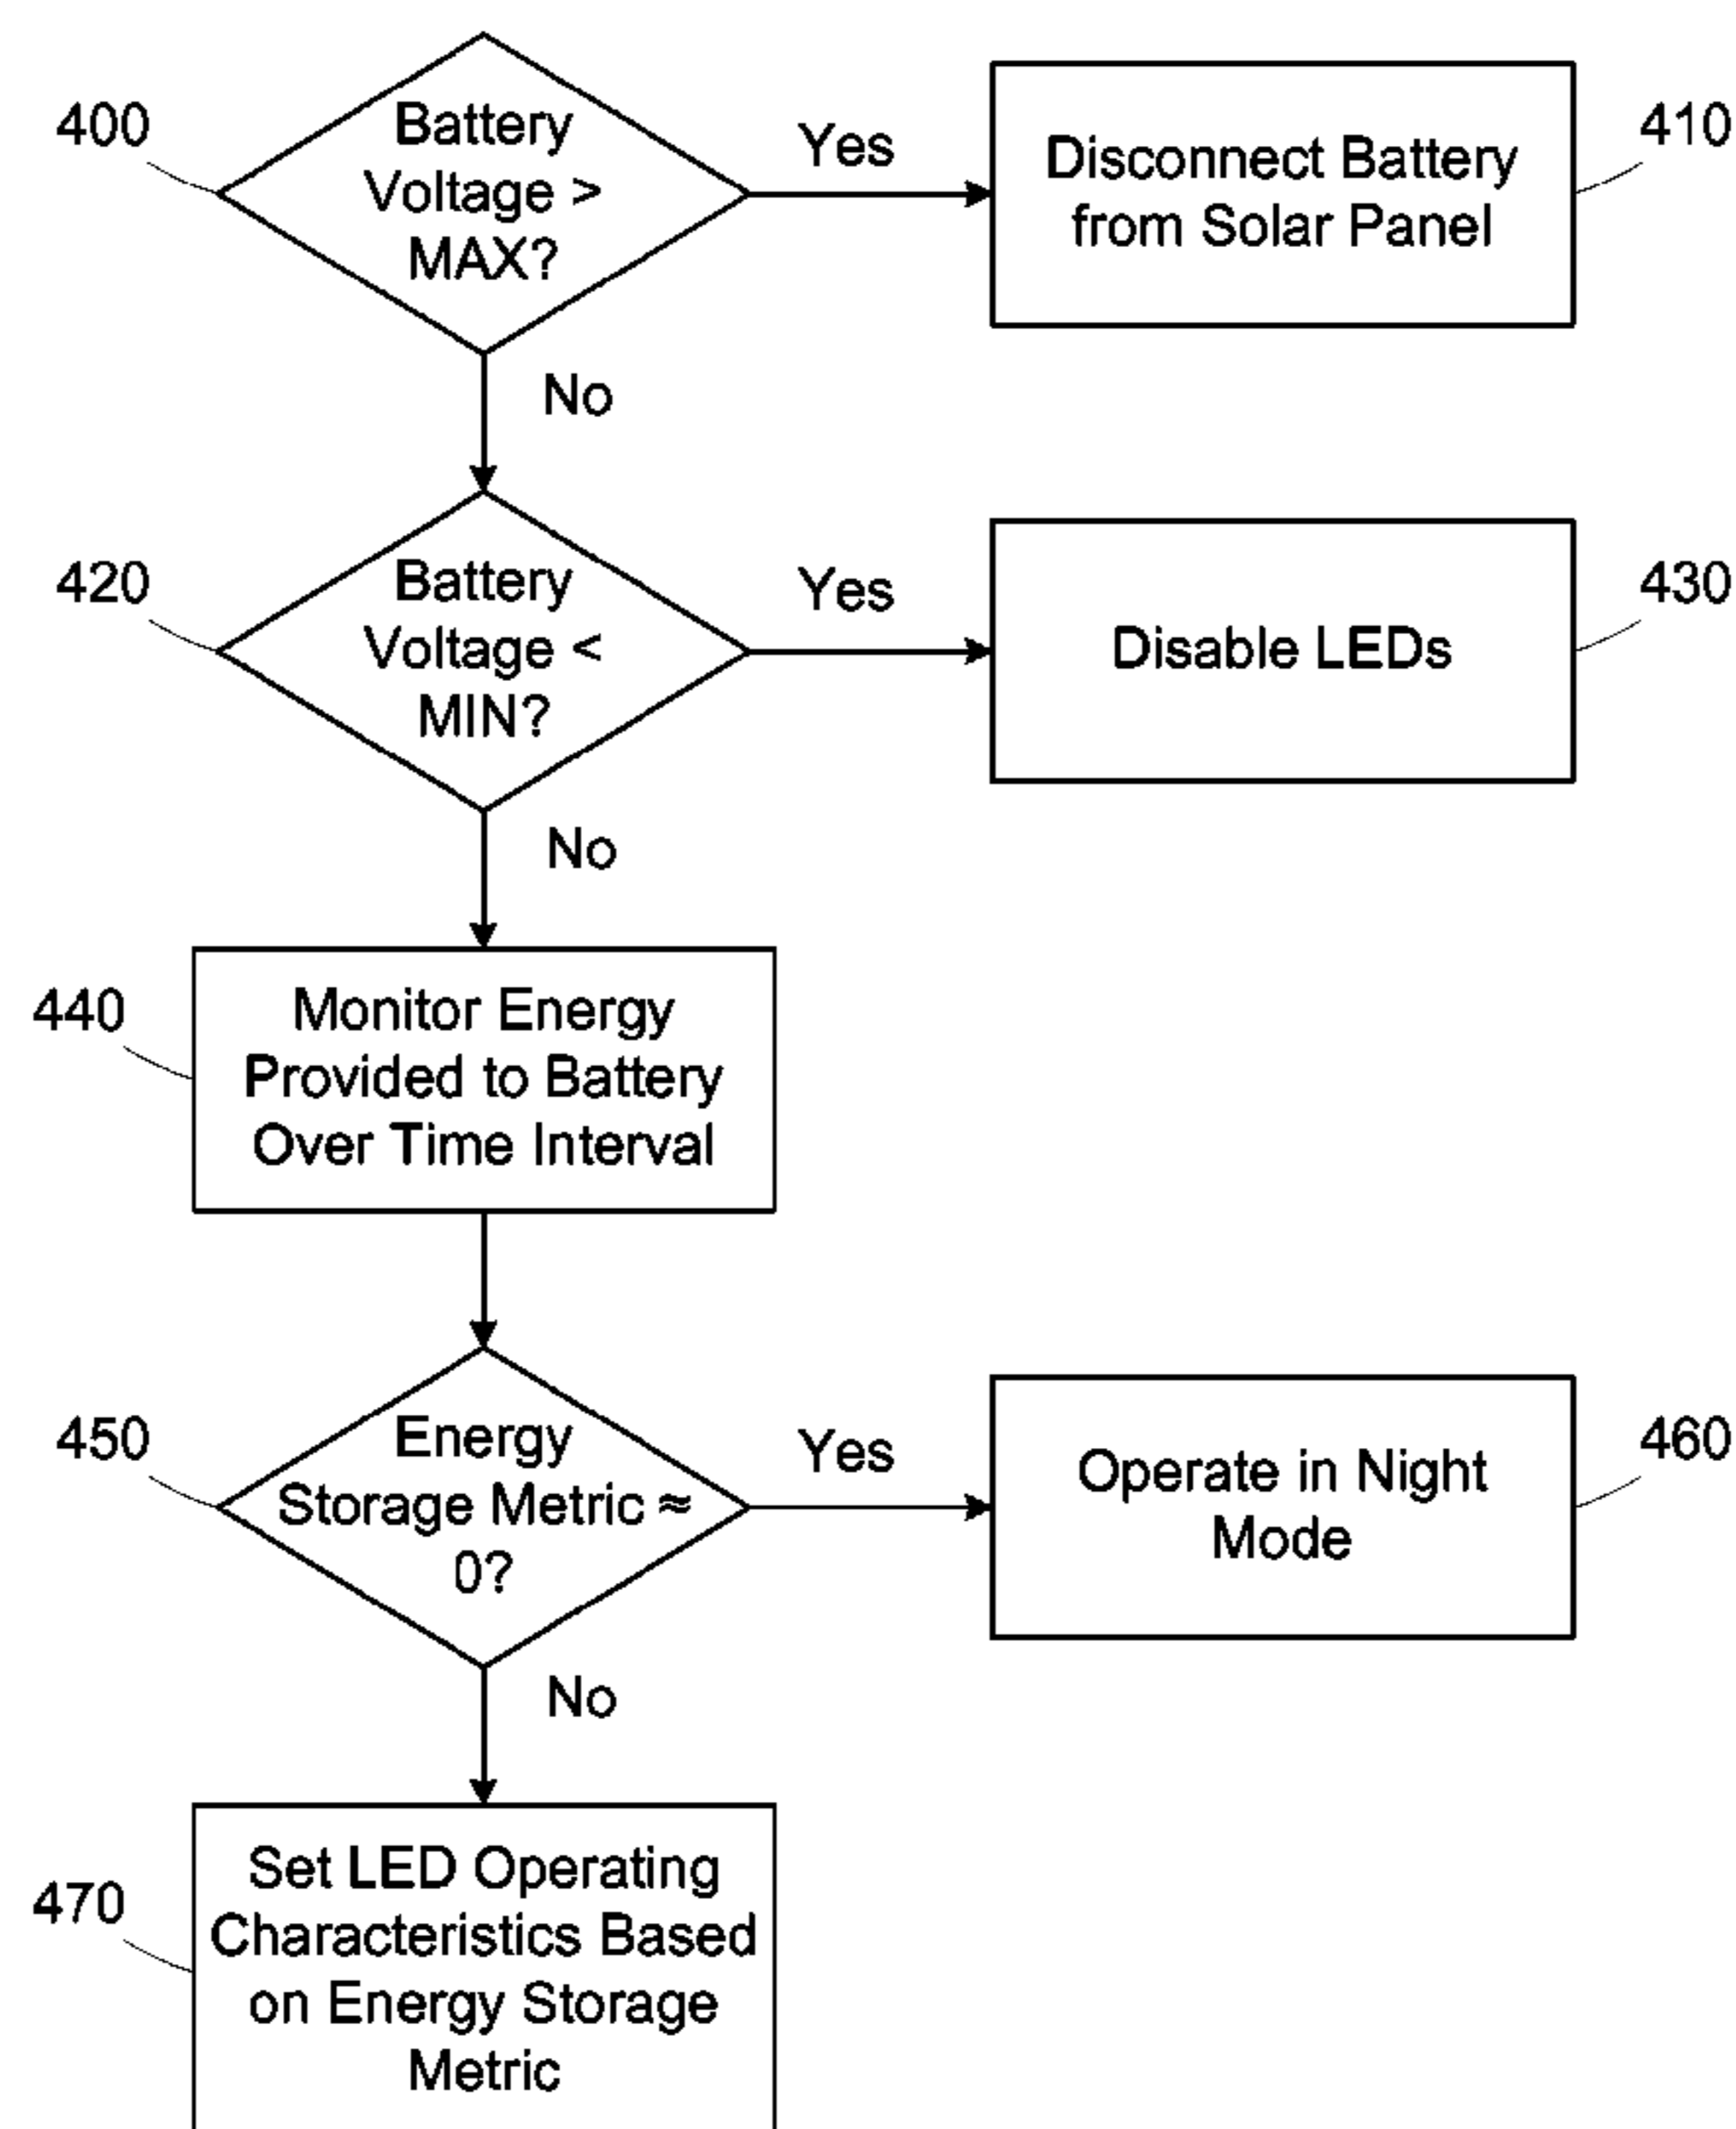 400
Battery
Voltage >
MAX?
Yes
Disconnect Battery
from Solar Panel
410
No
420
Battery
Voltage <
MIN?
Yes
Disable LEDs
430
No
440
Monitor Energy
Provided to Battery
Over Time Interval
450
Energy
Storage Metric ≈
0?
Yes
Operate in Night
Mode
460
No
470
Set LED Operating
Characteristics Based
on Energy Storage
Metric